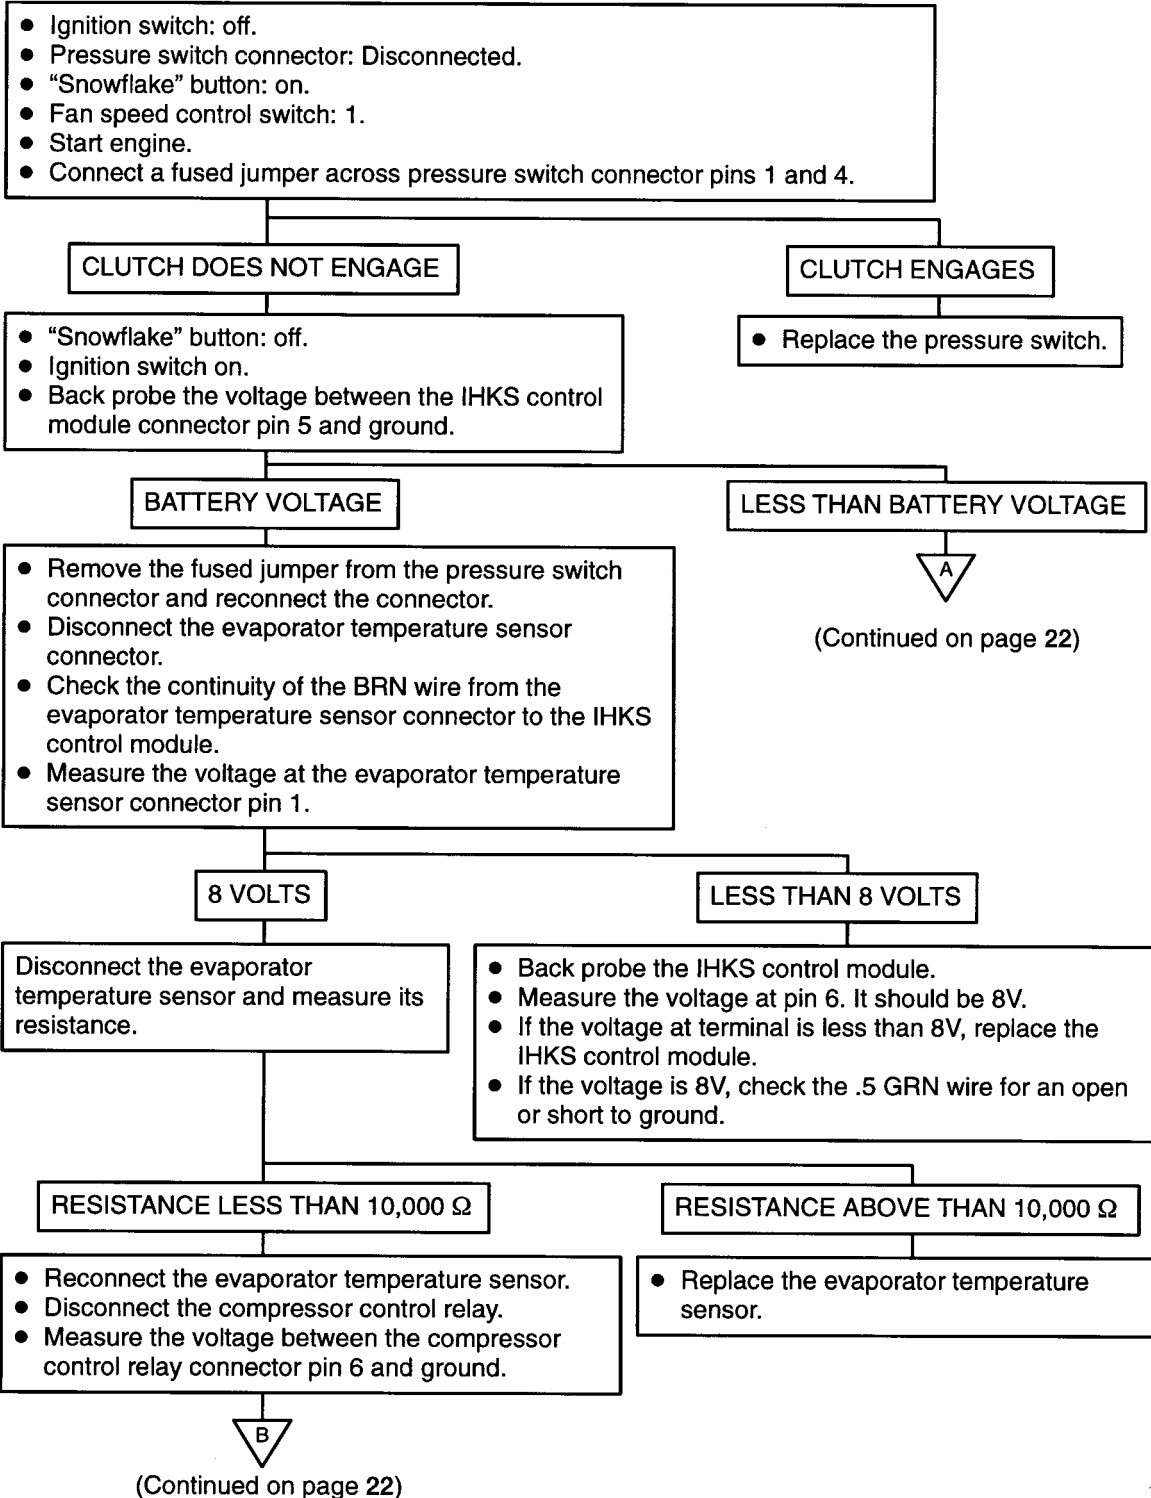 ● Ignition switch: off.
● Pressure switch connector: Disconnected.
● “Snowflake” button: on.
● Fan speed control switch: 1.
● Start engine.
● Connect a fused jumper across pressure switch connector pins 1 and 4.
CLUTCH DOES NOT ENGAGE
CLUTCH ENGAGES
● “Snowflake” button: off.
● Ignition switch on.
● Back probe the voltage between the IHKS control
module connector pin 5 and ground.
● Replace the pressure switch.
BATTERY VOLTAGE
LESS THAN BATTERY VOLTAGE
A
(Continued on page 22)
● Remove the fused jumper from the pressure switch
connector and reconnect the connector.
● Disconnect the evaporator temperature sensor
connector.
● Check the continuity of the BRN wire from the
evaporator temperature sensor connector to the IHKS
control module.
● Measure the voltage at the evaporator temperature
sensor connector pin 1.
8 VOLTS
LESS THAN 8 VOLTS
Disconnect the evaporator
temperature sensor and measure its
resistance.
● Back probe the IHKS control module.
● Measure the voltage at pin 6. It should be 8V.
● If the voltage at terminal is less than 8V, replace the
IHKS control module.
● If the voltage is 8V, check the .5 GRN wire for an open
or short to ground.
RESISTANCE LESS THAN 10,000 Ω
RESISTANCE ABOVE THAN 10,000 Ω
● Reconnect the evaporator temperature sensor.
● Disconnect the compressor control relay.
● Measure the voltage between the compressor
control relay connector pin 6 and ground.
● Replace the evaporator temperature
sensor.
B
(Continued on page 22)